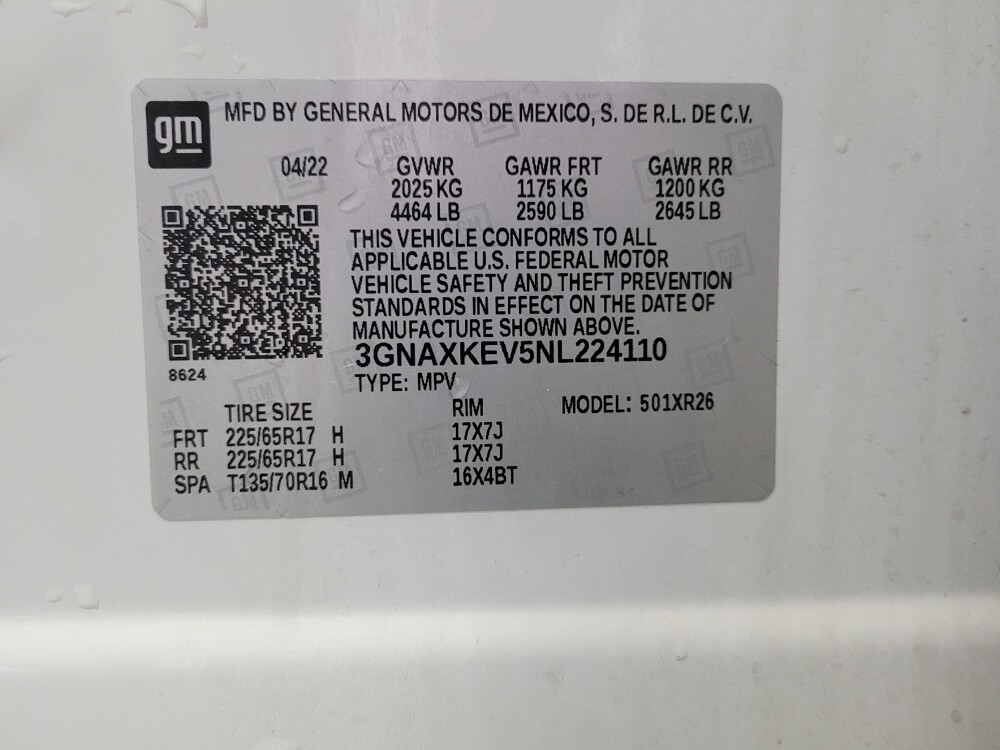 gm
MFD BY GENERAL MOTORS DE MEXICO, S. DE R.L. DE C.V.
04/22 GVWR GAWR FRT GAWR RR
2025 KG 1175 KG 1200 KG
4464 LB 2590 LB 2645 LB
THIS VEHICLE CONFORMS TO ALL
APPLICABLE U.S. FEDERAL MOTOR
VEHICLE SAFETY AND THEFT PREVENTION
STANDARDS IN EFFECT ON THE DATE OF
MANUFACTURE SHOWN ABOVE.
3GNAXKEV5NL224110
8624
TYPE: MPV
TIRE SIZE RIM MODEL: 501XR26
FRT 225/65R17 H 17X7J
RR 225/65R17 H 17X7J
SPA T135/70R16 M 16X4BT